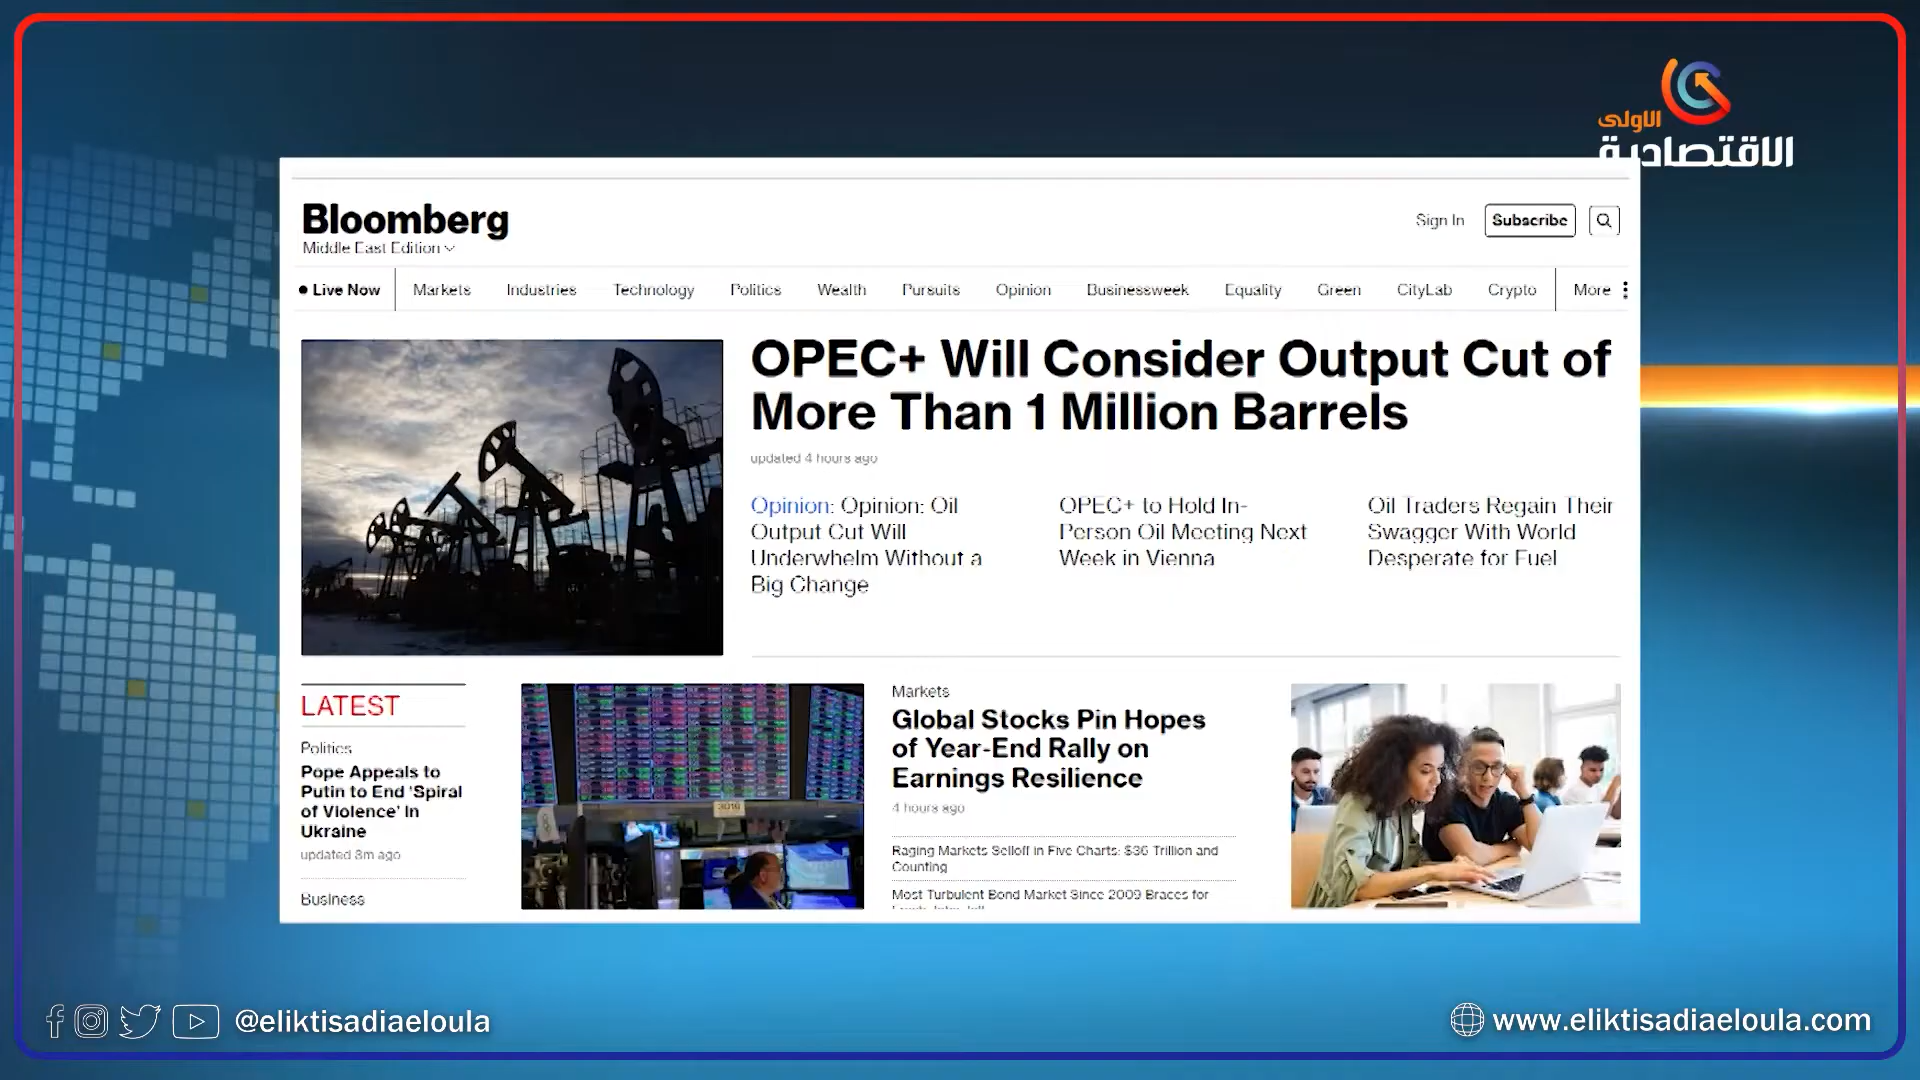 الاولى
الاقتصادية
Bloomberg
Middle East Edition
Sign In
Subscribe
Live Now
Markets
Industries
Technology
Politics
Wealth
Pursuits
Opinion
Businessweek
Equality
Green
CityLab
Crypto
More
OPEC+ Will Consider Output Cut of
More Than 1 Million Barrels
updated 4 hours ago
Opinion: Opinion: Oil
Output Cut Will
Underwhelm Without a
Big Change
OPEC+ to Hold In-
Person Oil Meeting Next
Week in Vienna
Oil Traders Regain Their
Swagger With World
Desperate for Fuel
LATEST
Politics
Pope Appeals to
Putin to End ‘Spiral
of Violence’ In
Ukraine
updated 3m ago
Business
Markets
Global Stocks Pin Hopes
of Year-End Rally on
Earnings Resilience
4 hours ago
Raging Markets Selloff in Five Charts: $36 Trillion and
Counting
Most Turbulent Bond Market Since 2009 Braces for
@eliktisadiaeloula
www.eliktisadiaeloula.com